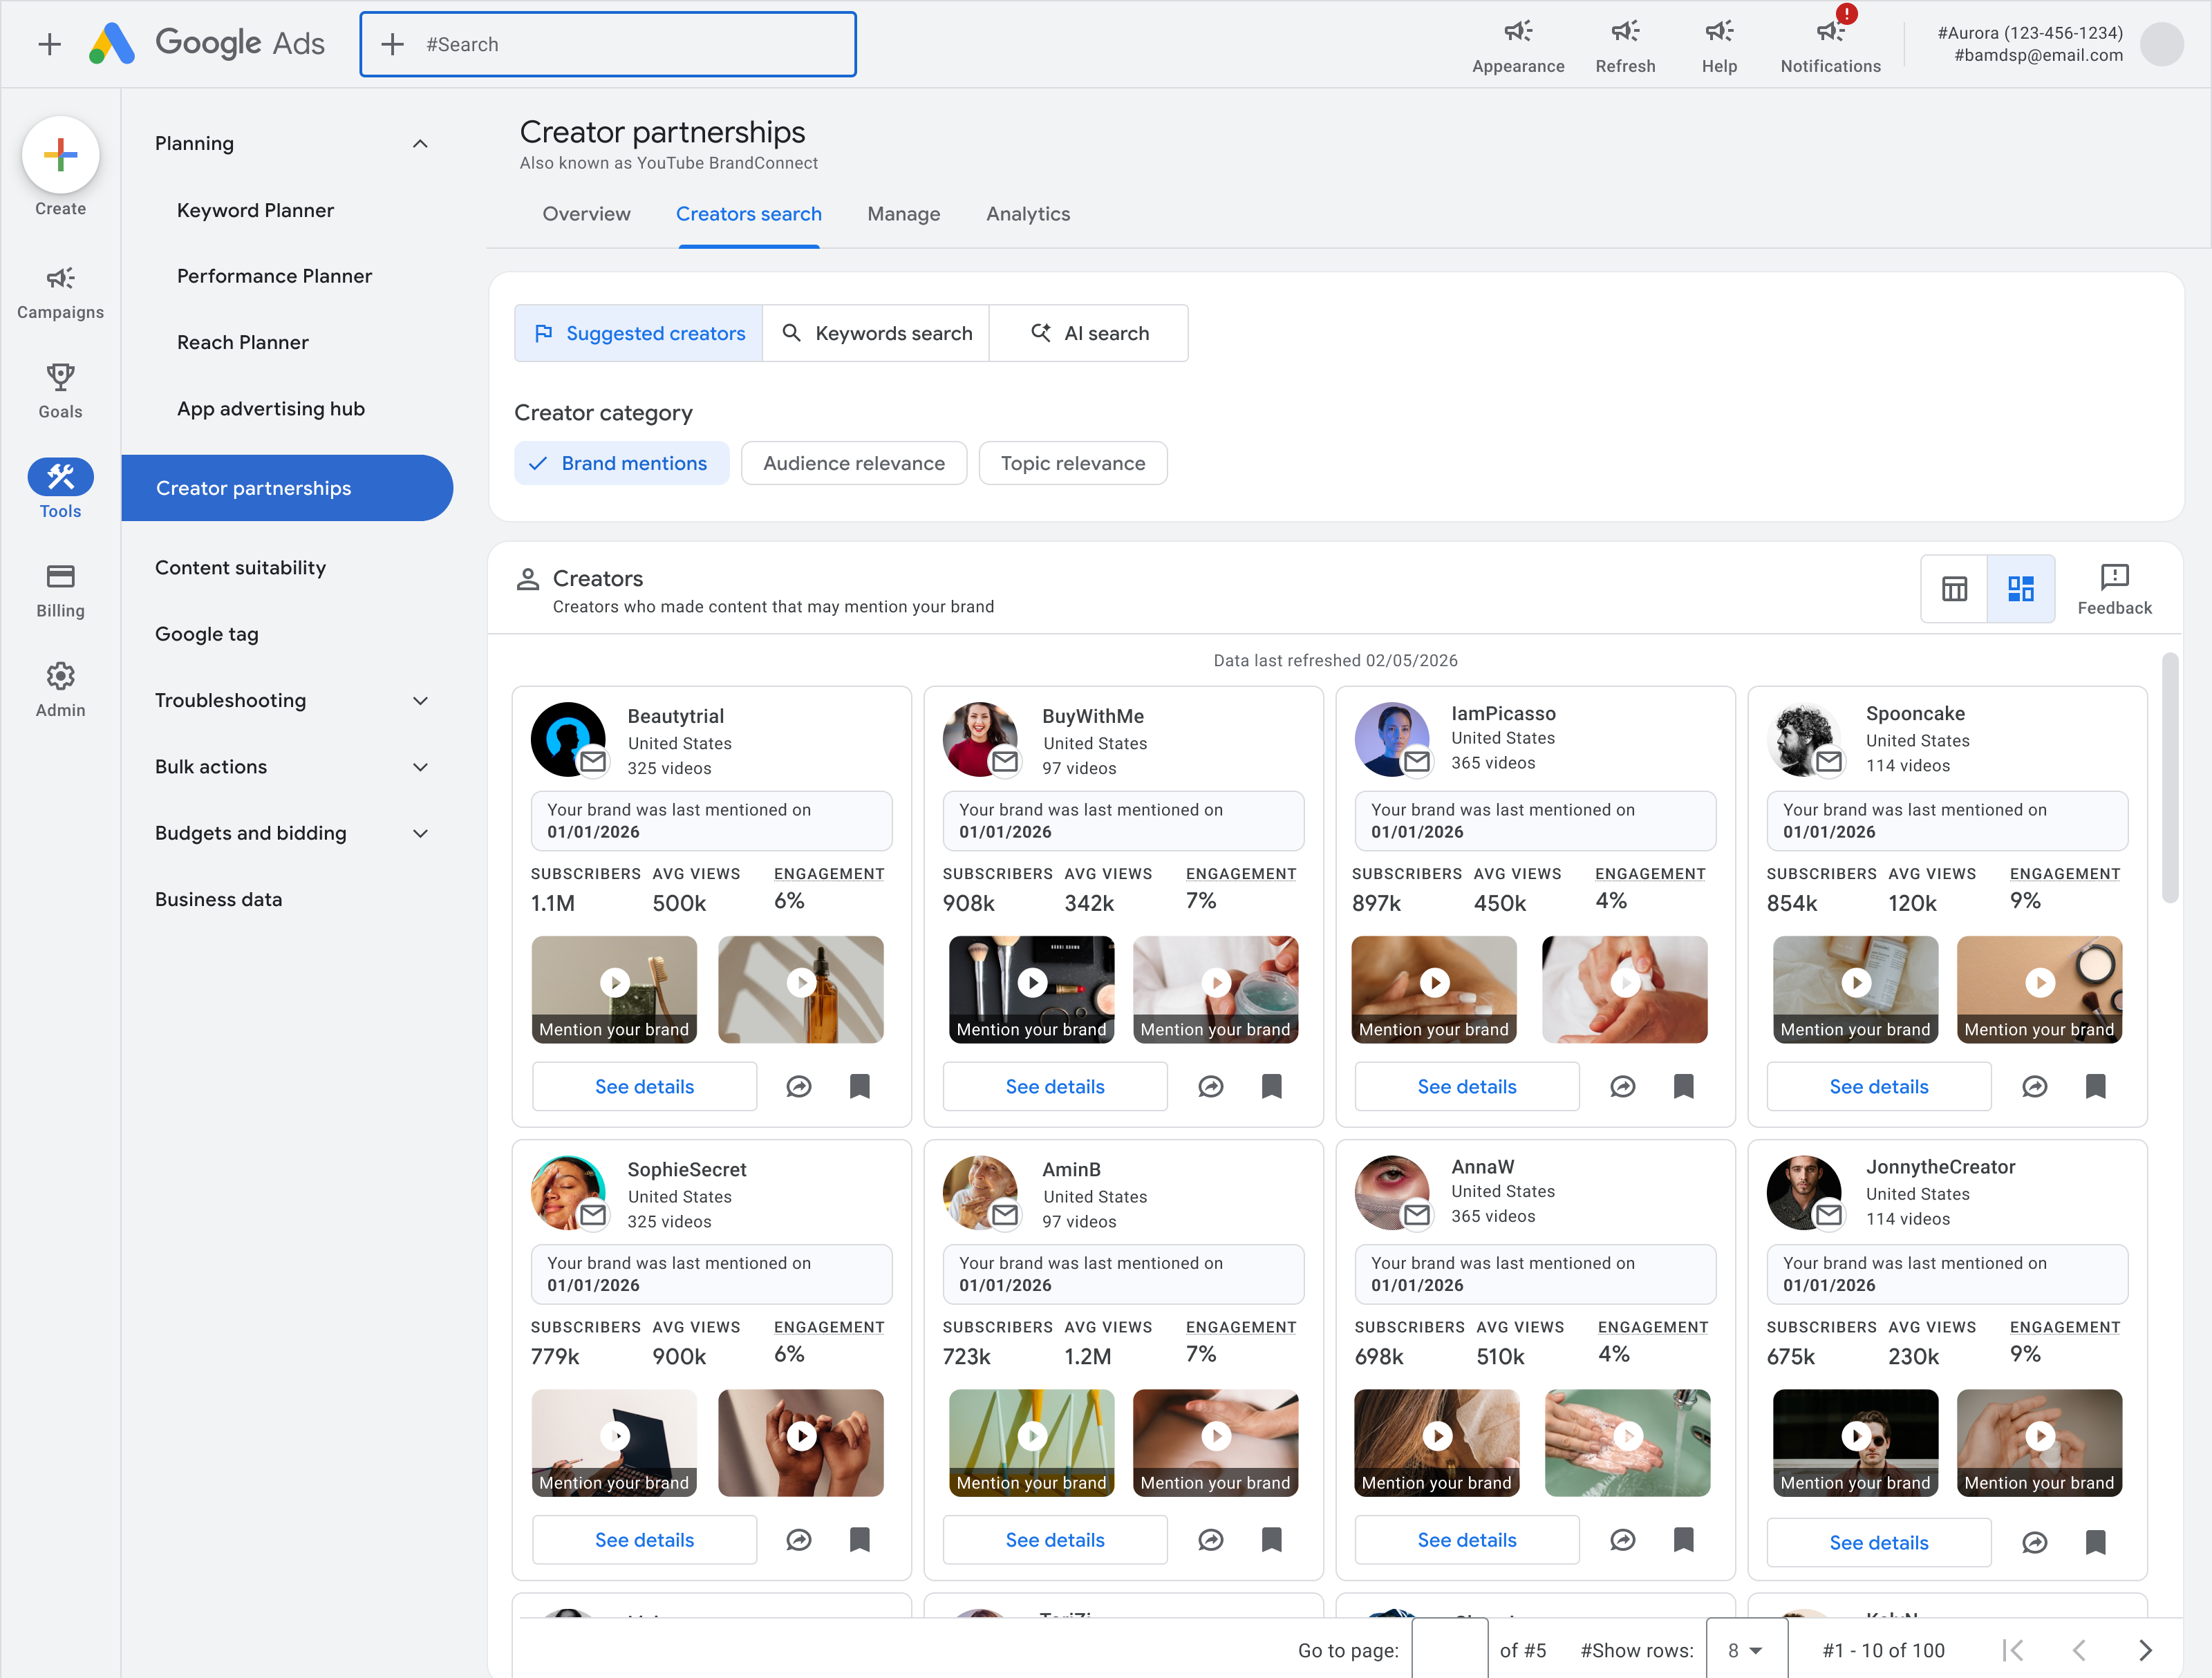 Google Ads
#Search
Appearance
Refresh
Help
Notifications
#Aurora (123-456-1234)
#bamdsp@email.com
Create
Campaigns
Goals
Tools
Billing
Admin
Planning
Keyword Planner
Performance Planner
Reach Planner
App advertising hub
Creator partnerships
Content suitability
Google tag
Troubleshooting
Bulk actions
Budgets and bidding
Business data
Creator partnerships
Also known as YouTube BrandConnect
Overview
Creators search
Manage
Analytics
Suggested creators
Keywords search
AI search
Creator category
Brand mentions
Audience relevance
Topic relevance
Creators
Creators who made content that may mention your brand
Feedback
Data last refreshed 02/05/2026
Beautytrial
United States
325 videos
Your brand was last mentioned on
01/01/2026
SUBSCRIBERS AVG VIEWS ENGAGEMENT
1.1M 500k 6%
Mention your brand
See details
BuyWithMe
United States
97 videos
Your brand was last mentioned on
01/01/2026
SUBSCRIBERS AVG VIEWS ENGAGEMENT
908k 342k 7%
Mention your brand
Mention your brand
See details
IamPicasso
United States
365 videos
Your brand was last mentioned on
01/01/2026
SUBSCRIBERS AVG VIEWS ENGAGEMENT
897k 450k 4%
Mention your brand
See details
Spooncake
United States
114 videos
Your brand was last mentioned on
01/01/2026
SUBSCRIBERS AVG VIEWS ENGAGEMENT
854k 120k 9%
Mention your brand
Mention your brand
See details
SophieSecret
United States
325 videos
Your brand was last mentioned on
01/01/2026
SUBSCRIBERS AVG VIEWS ENGAGEMENT
779k 900k 6%
Mention your brand
See details
AminB
United States
97 videos
Your brand was last mentioned on
01/01/2026
SUBSCRIBERS AVG VIEWS ENGAGEMENT
723k 1.2M 7%
Mention your brand
Mention your brand
See details
AnnaW
United States
365 videos
Your brand was last mentioned on
01/01/2026
SUBSCRIBERS AVG VIEWS ENGAGEMENT
698k 510k 4%
Mention your brand
See details
JonnytheCreator
United States
114 videos
Your brand was last mentioned on
01/01/2026
SUBSCRIBERS AVG VIEWS ENGAGEMENT
675k 230k 9%
Mention your brand
Mention your brand
See details
Go to page:
of #5
#Show rows:
8
#1 - 10 of 100